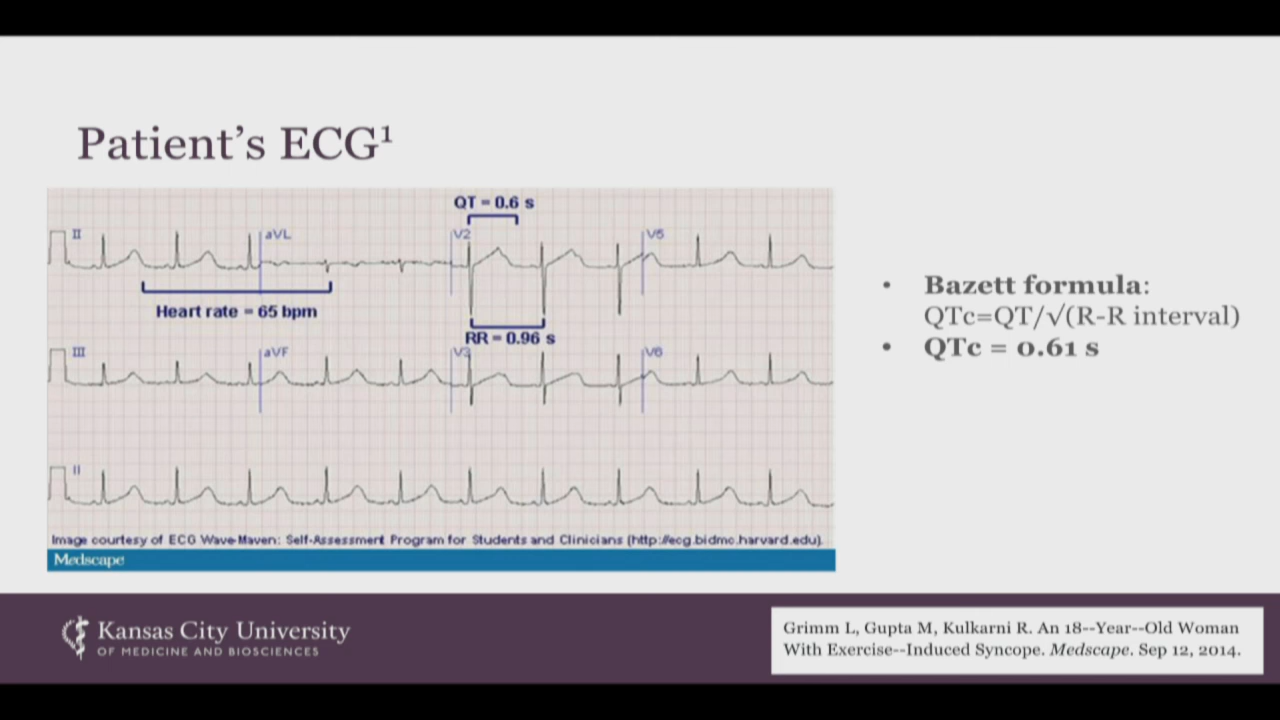 Patient's ECG¹
QT = 0.6 s
II
aVL
V2
V5
Heart rate = 65 bpm
RR = 0.96 s
III
aVF
V3
V6
II
Image courtesy of ECG Wave-Maven: Self-Assessment Program for Students and Clinicians (http://ecg.bidmc.harvard.edu).
Medscape
• Bazett formula:
QTc=QT/√(R-R interval)
• QTc = 0.61 s
Kansas City University
OF MEDICINE AND BIOSCIENCES
Grimm L, Gupta M, Kulkarni R. An 18--Year--Old Woman
With Exercise--Induced Syncope. Medscape. Sep 12, 2014.